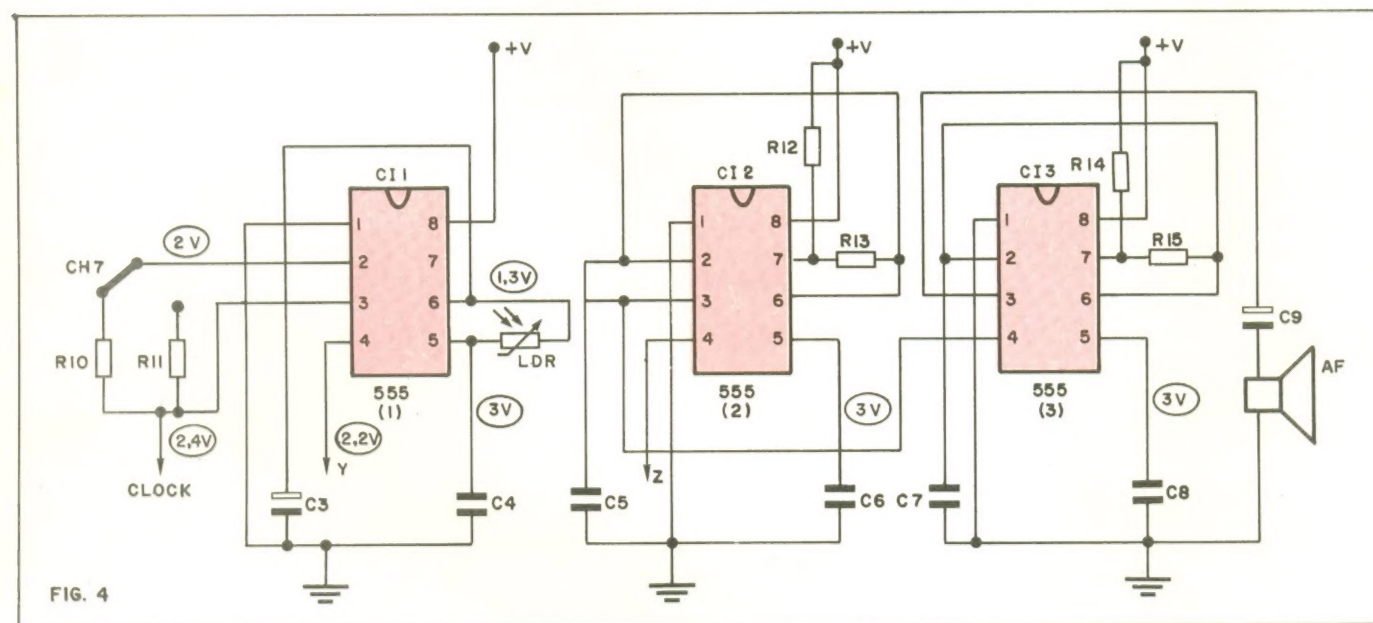 +V
+V
+V
CI1
1
2
3
4
8
7
6
5
555
(1)
CH7
2V
R10
R11
2,4V
CLOCK
2,2V
Y
C3
1,3V
LDR
3V
C4
CI2
R12
1
2
3
4
8
7
6
5
R13
555
(2)
3V
Z
C5
C6
CI3
R14
1
2
3
4
8
7
6
5
R15
555
(3)
3V
C7
C8
C9
AF
FIG. 4